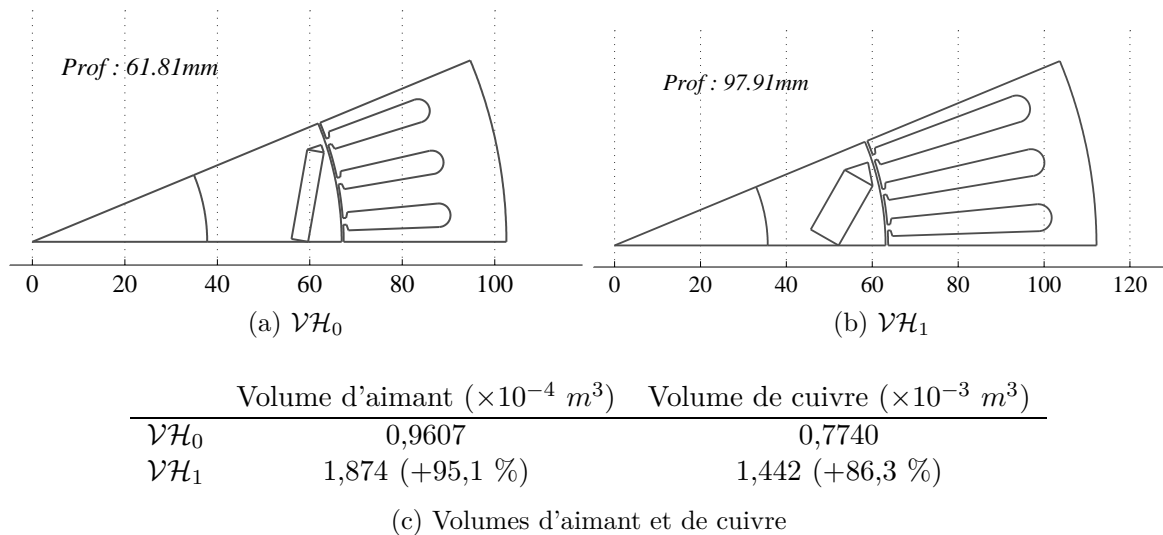 Prof : 61.81mm
0 20 40 60 80 100
(a) 𝒱ℋ₀
Prof : 97.91mm
0 20 40 60 80 100 120
(b) 𝒱ℋ₁
Volume d'aimant (×10⁻⁴ m³) Volume de cuivre (×10⁻³ m³)
𝒱ℋ₀ 0,9607 0,7740
𝒱ℋ₁ 1,874 (+95,1 %) 1,442 (+86,3 %)
(c) Volumes d'aimant et de cuivre